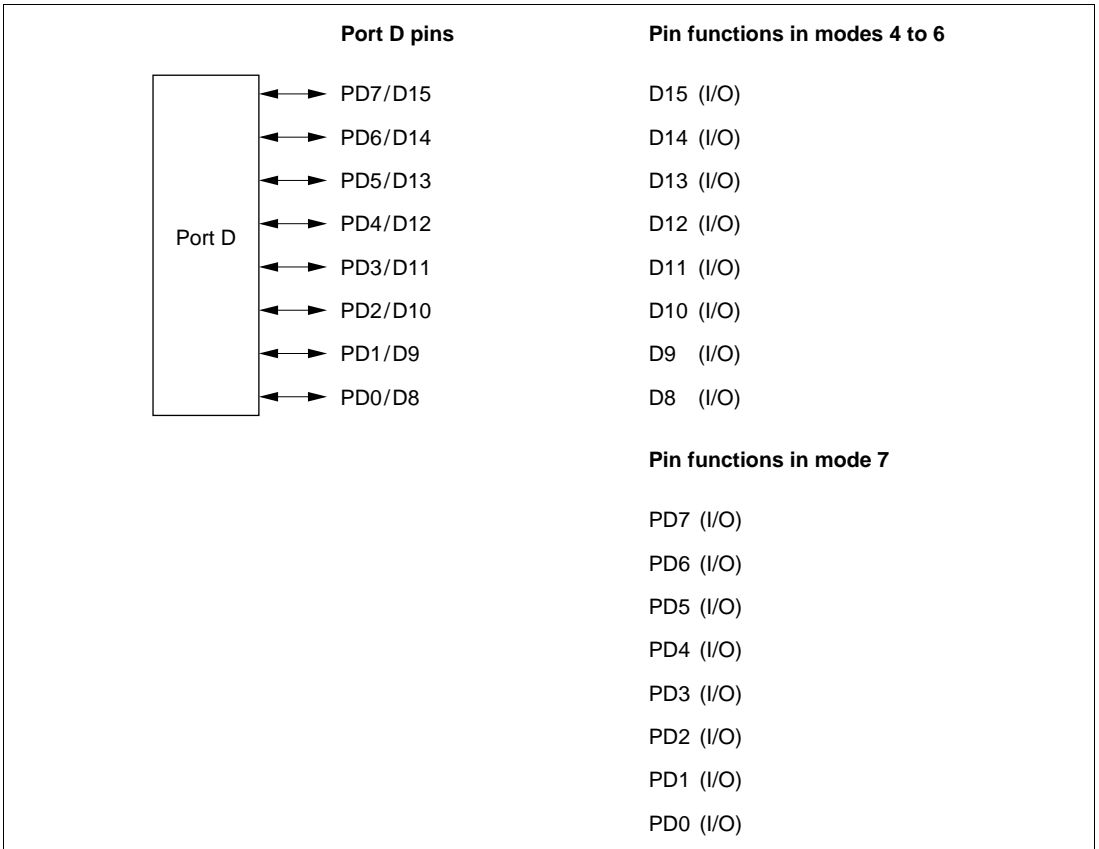 Port D pins Pin functions in modes 4 to 6
PD7/D15 D15 (I/O)
PD6/D14 D14 (I/O)
PD5/D13 D13 (I/O)
PD4/D12 D12 (I/O)
Port D
PD3/D11 D11 (I/O)
PD2/D10 D10 (I/O)
PD1/D9 D9 (I/O)
PD0/D8 D8 (I/O)
Pin functions in mode 7
PD7 (I/O)
PD6 (I/O)
PD5 (I/O)
PD4 (I/O)
PD3 (I/O)
PD2 (I/O)
PD1 (I/O)
PD0 (I/O)